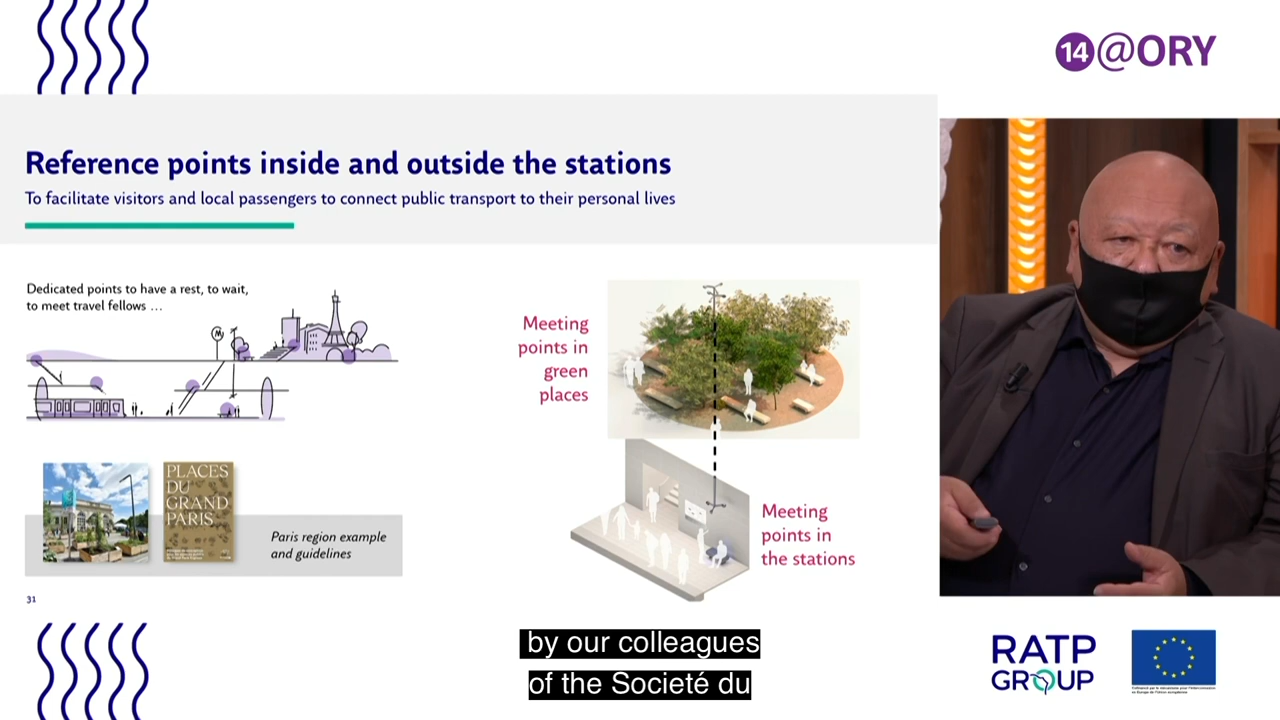 14@ORY
Reference points inside and outside the stations
To facilitate visitors and local passengers to connect public transport to their personal lives
Dedicated points to have a rest, to wait,
to meet travel fellows …
M
Meeting
points in
green
places
PLACES
DU
GRAND
PARIS
Paris region example
and guidelines
Meeting
points in
the stations
31
by our colleagues
of the Societé du
RATP
GROUP